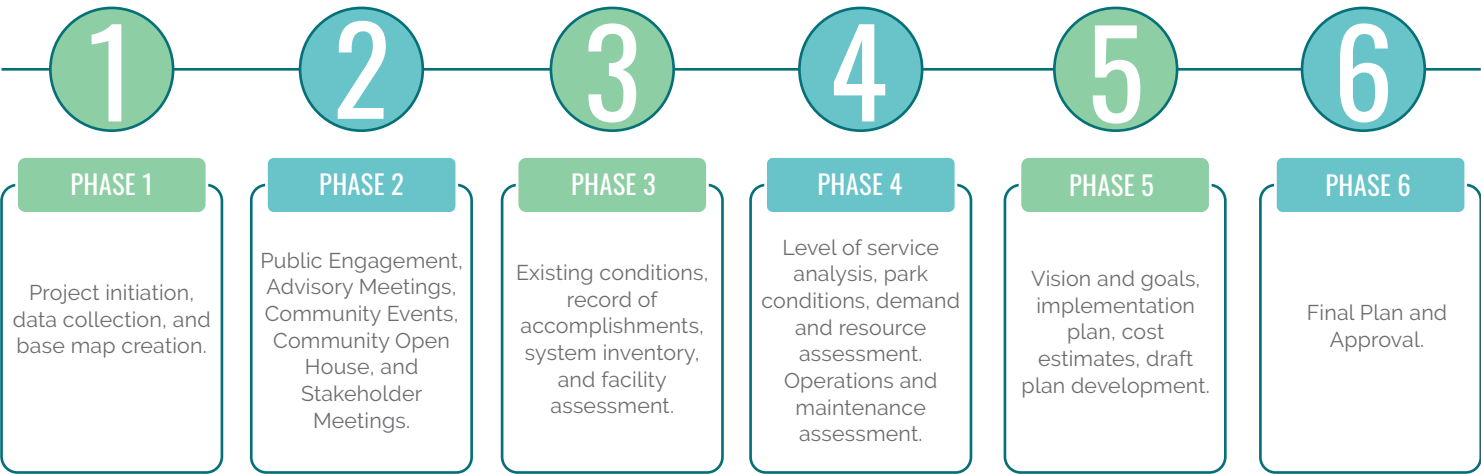 1
2
3
4
5
6
PHASE 1
Project initiation,
data collection, and
base map creation.
PHASE 2
Public Engagement,
Advisory Meetings,
Community Events,
Community Open
House, and
Stakeholder
Meetings.
PHASE 3
Existing conditions,
record of
accomplishments,
system inventory,
and facility
assessment.
PHASE 4
Level of service
analysis, park
conditions, demand
and resource
assessment.
Operations and
maintenance
assessment.
PHASE 5
Vision and goals,
implementation
plan, cost
estimates, draft
plan development.
PHASE 6
Final Plan and
Approval.